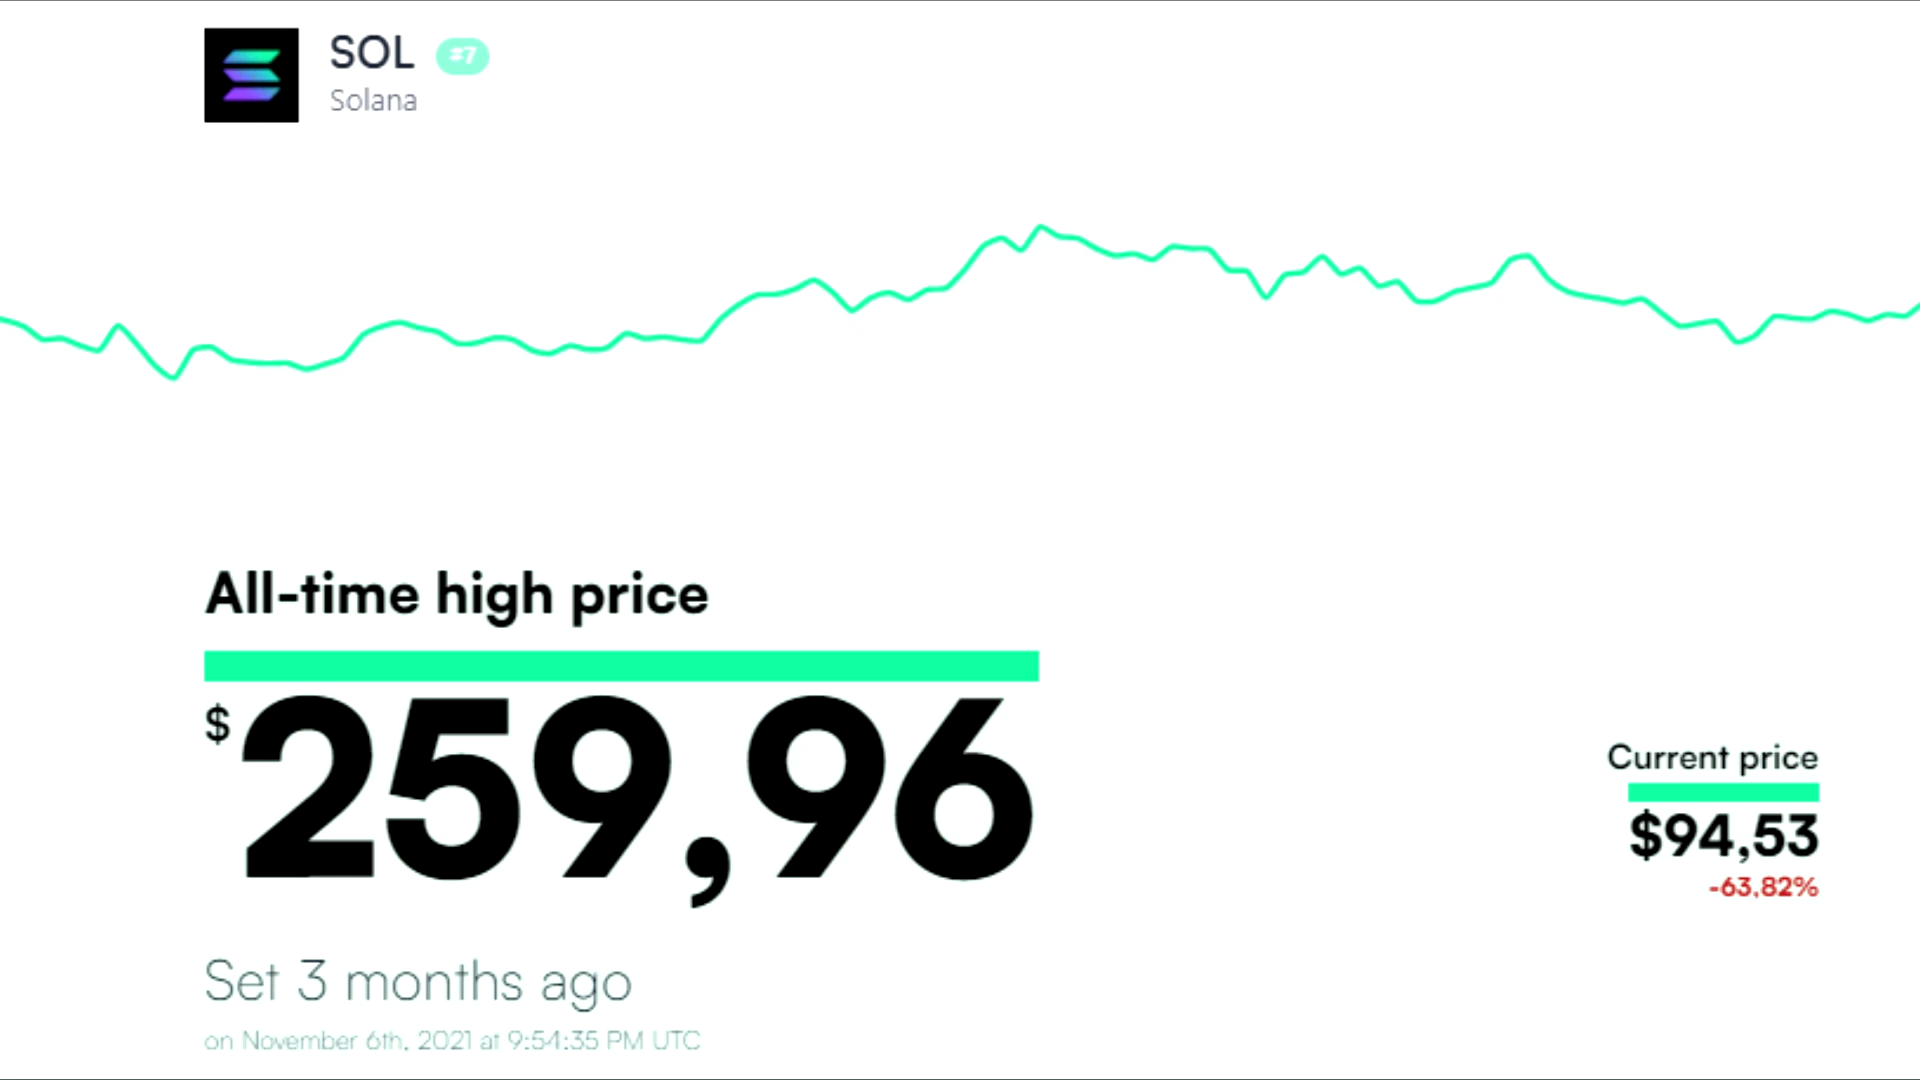 SOL #7
Solana
All-time high price
$259,96
Current price
$94,53
-63,82%
Set 3 months ago
on November 6th, 2021 at 9:54:35 PM UTC